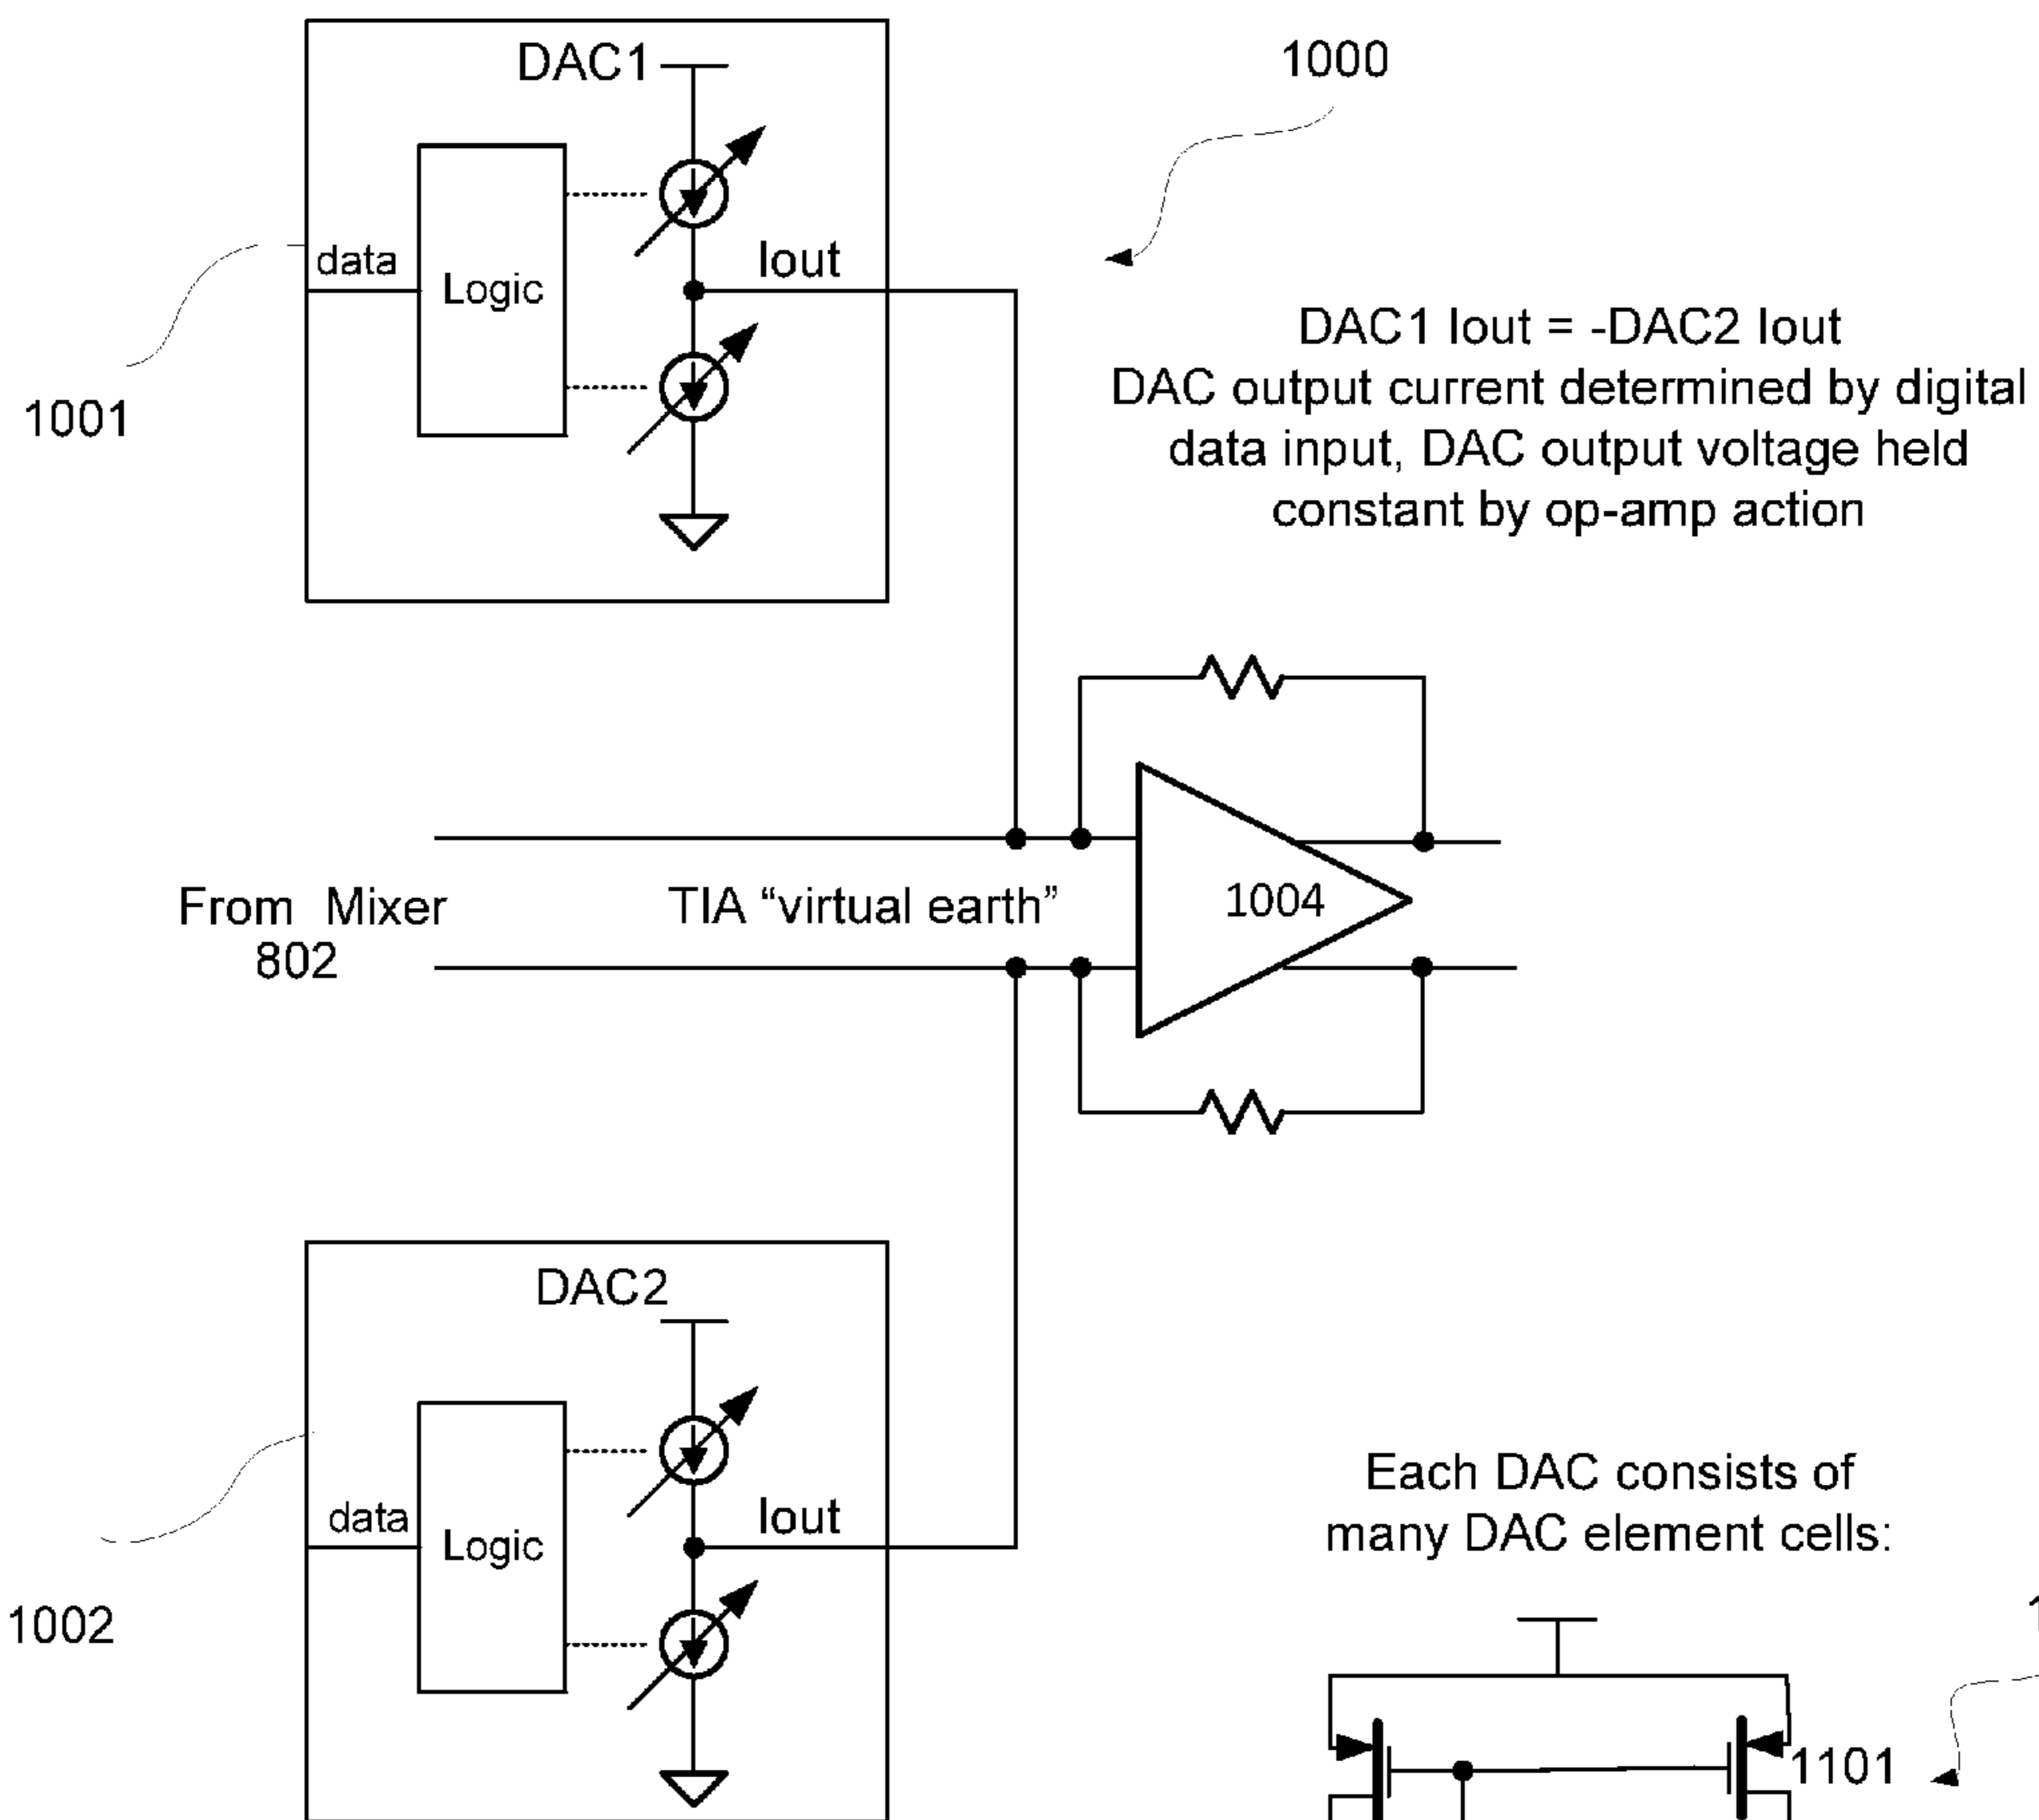 DAC1
1000
data
Logic
Iout
1001
DAC1 Iout = -DAC2 Iout
DAC output current determined by digital
data input, DAC output voltage held
constant by op-amp action
From Mixer
802
TIA “virtual earth”
1004
DAC2
data
Logic
Iout
1002
Each DAC consists of
many DAC element cells:
1101